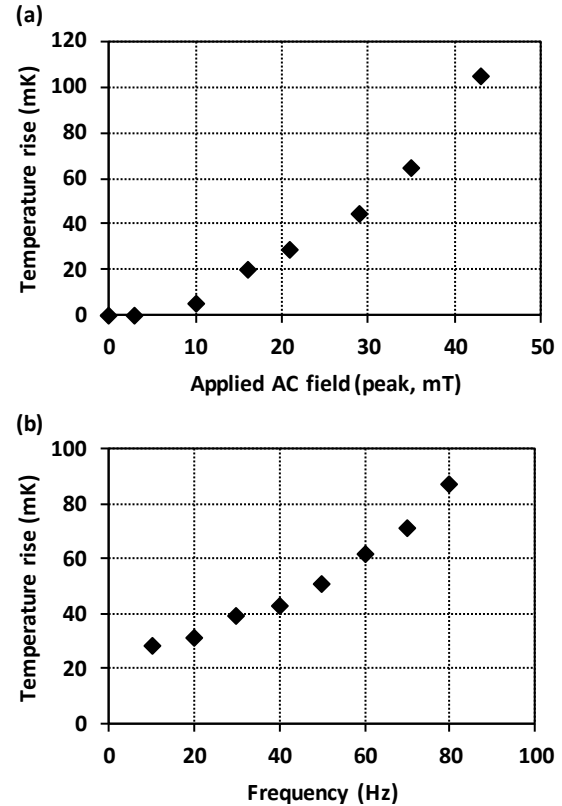 (a)
120
100
80
60
40
20
0
0 10 20 30 40 50
Temperature rise (mK)
Applied AC field (peak, mT)
(b)
100
80
60
40
20
0
0 20 40 60 80 100
Temperature rise (mK)
Frequency (Hz)